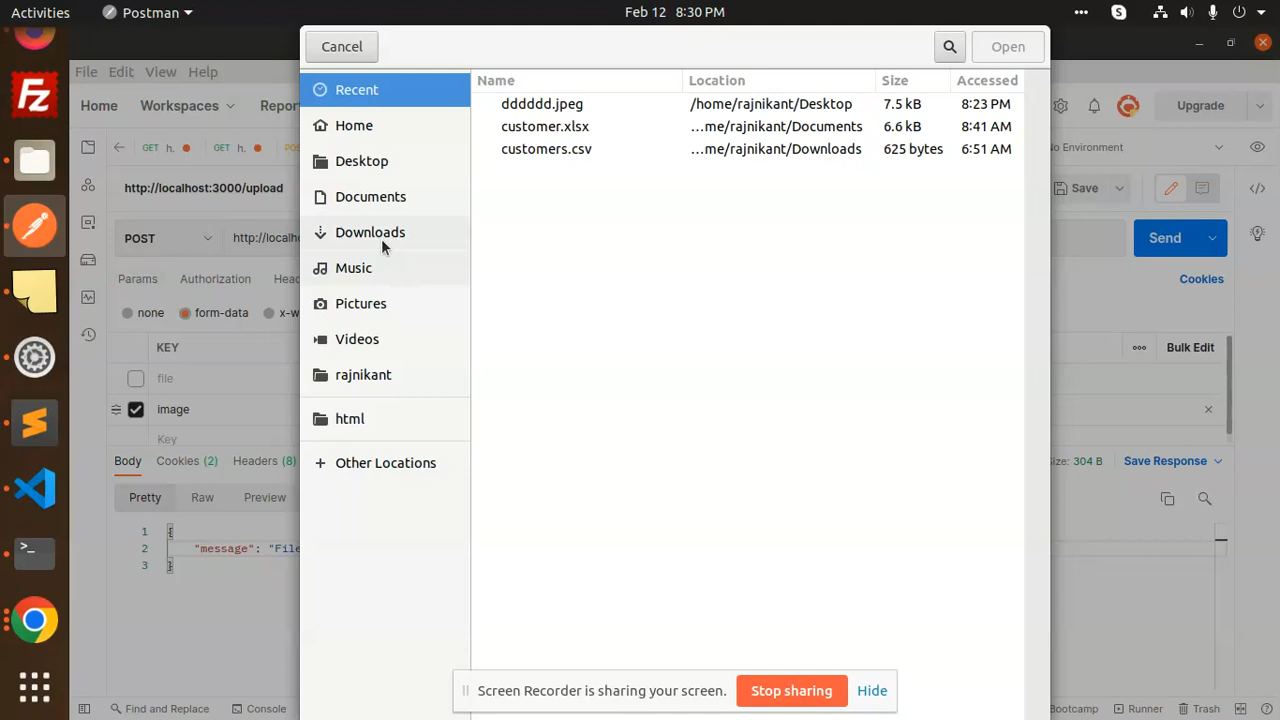 Activities Postman Feb 12 8:30 PM
Cancel Open
File Edit View Help
Recent Name Location Size Accessed
Home Workspaces Repor Upgrade
dddddd.jpeg /home/rajnikant/Desktop 7.5 kB 8:23 PM
Home customer.xlsx ...me/rajnikant/Documents 6.6 kB 8:41 AM
GET h. GET h. customers.csv ...me/rajnikant/Downloads 625 bytes 6:51 AM
No Environment
Desktop
http://localhost:3000/upload Documents Save
POST http://localh Downloads Send
Params Authorization Hea Music Cookies
none form-data x-w Pictures
KEY Videos Bulk Edit
file rajnikant
image html
Key
Body Cookies (2) Headers (8) Other Locations Size: 304 B Save Response
Pretty Raw Preview
1 {
2 "message": "File
3 }
Screen Recorder is sharing your screen. Stop sharing Hide
Find and Replace Console Bootcamp Runner Trash